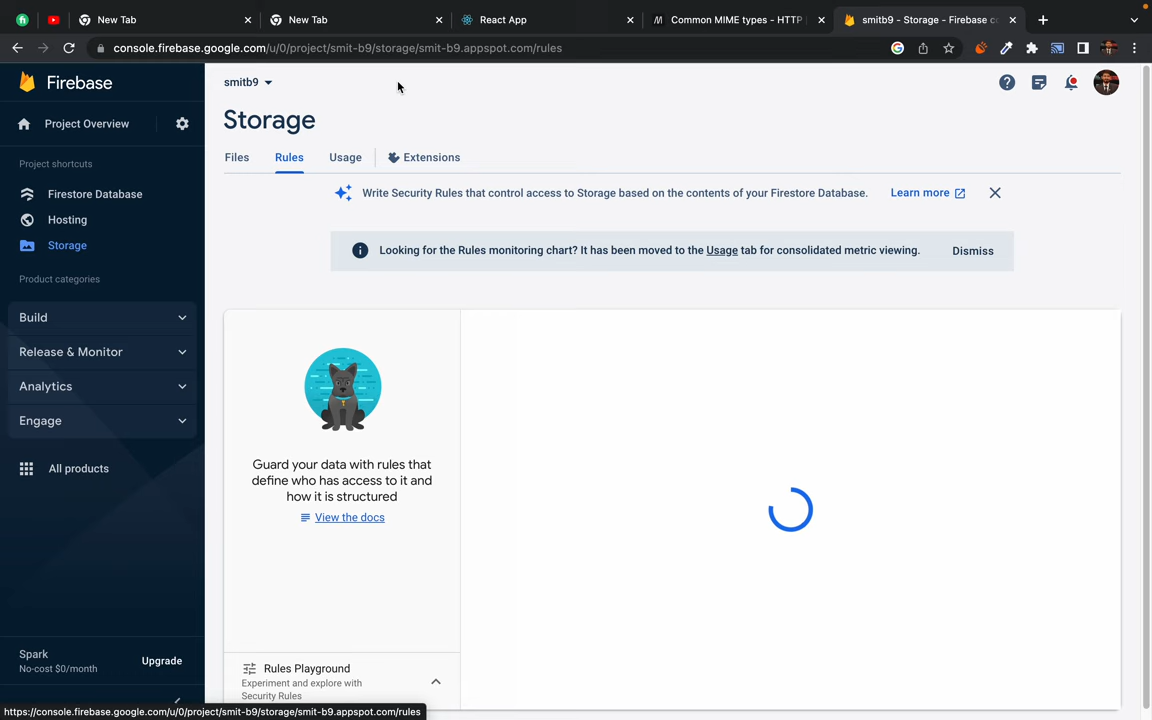 New Tab
New Tab
React App
Common MIME types - HTTP
smitb9 - Storage - Firebase co
console.firebase.google.com/u/0/project/smit-b9/storage/smit-b9.appspot.com/rules
Firebase
Project Overview
Project shortcuts
Firestore Database
Hosting
Storage
Product categories
Build
Release & Monitor
Analytics
Engage
All products
Spark
No-cost $0/month
Upgrade
smitb9
Storage
Files
Rules
Usage
Extensions
Write Security Rules that control access to Storage based on the contents of your Firestore Database.
Learn more
Looking for the Rules monitoring chart? It has been moved to the Usage tab for consolidated metric viewing.
Dismiss
Guard your data with rules that
define who has access to it and
how it is structured
View the docs
Rules Playground
Experiment and explore with
Security Rules
https://console.firebase.google.com/u/0/project/smit-b9/storage/smit-b9.appspot.com/rules